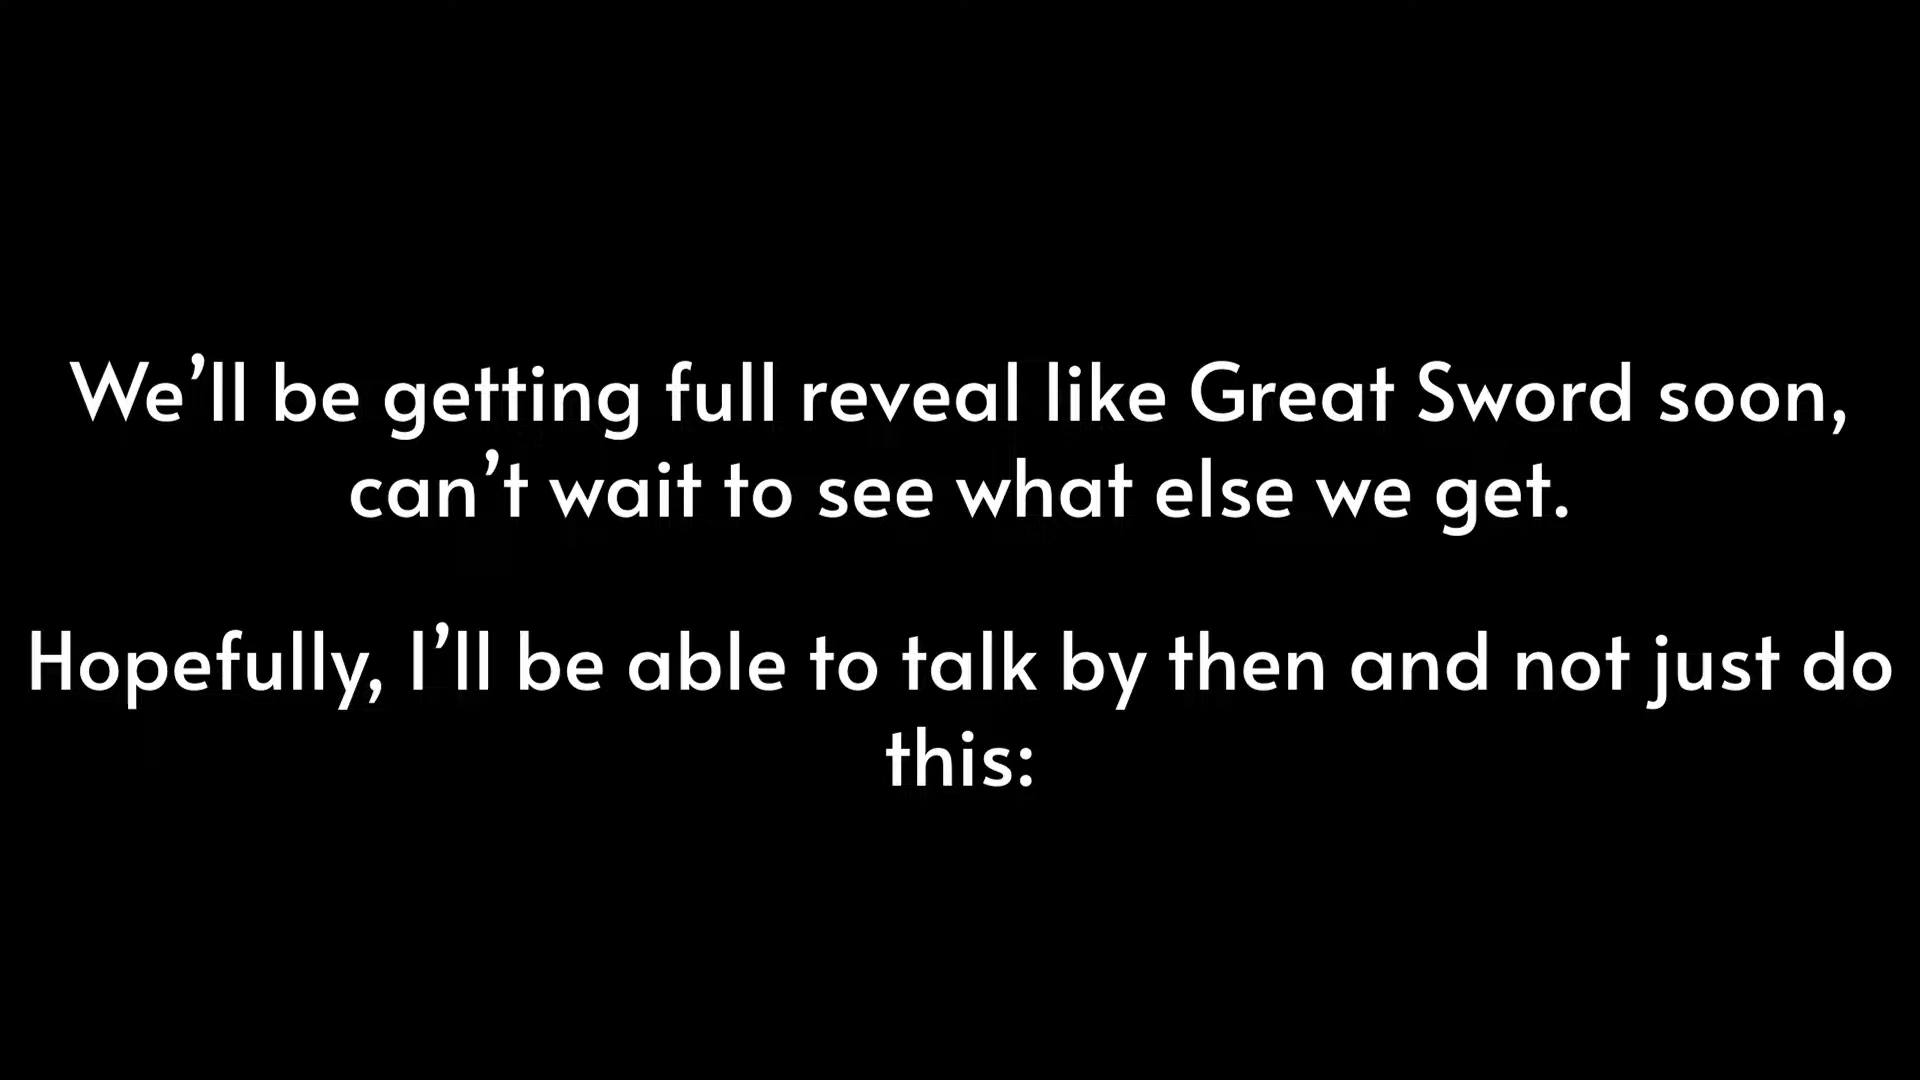 We’ll be getting full reveal like Great Sword soon,
can’t wait to see what else we get.
Hopefully, I’ll be able to talk by then and not just do
this: